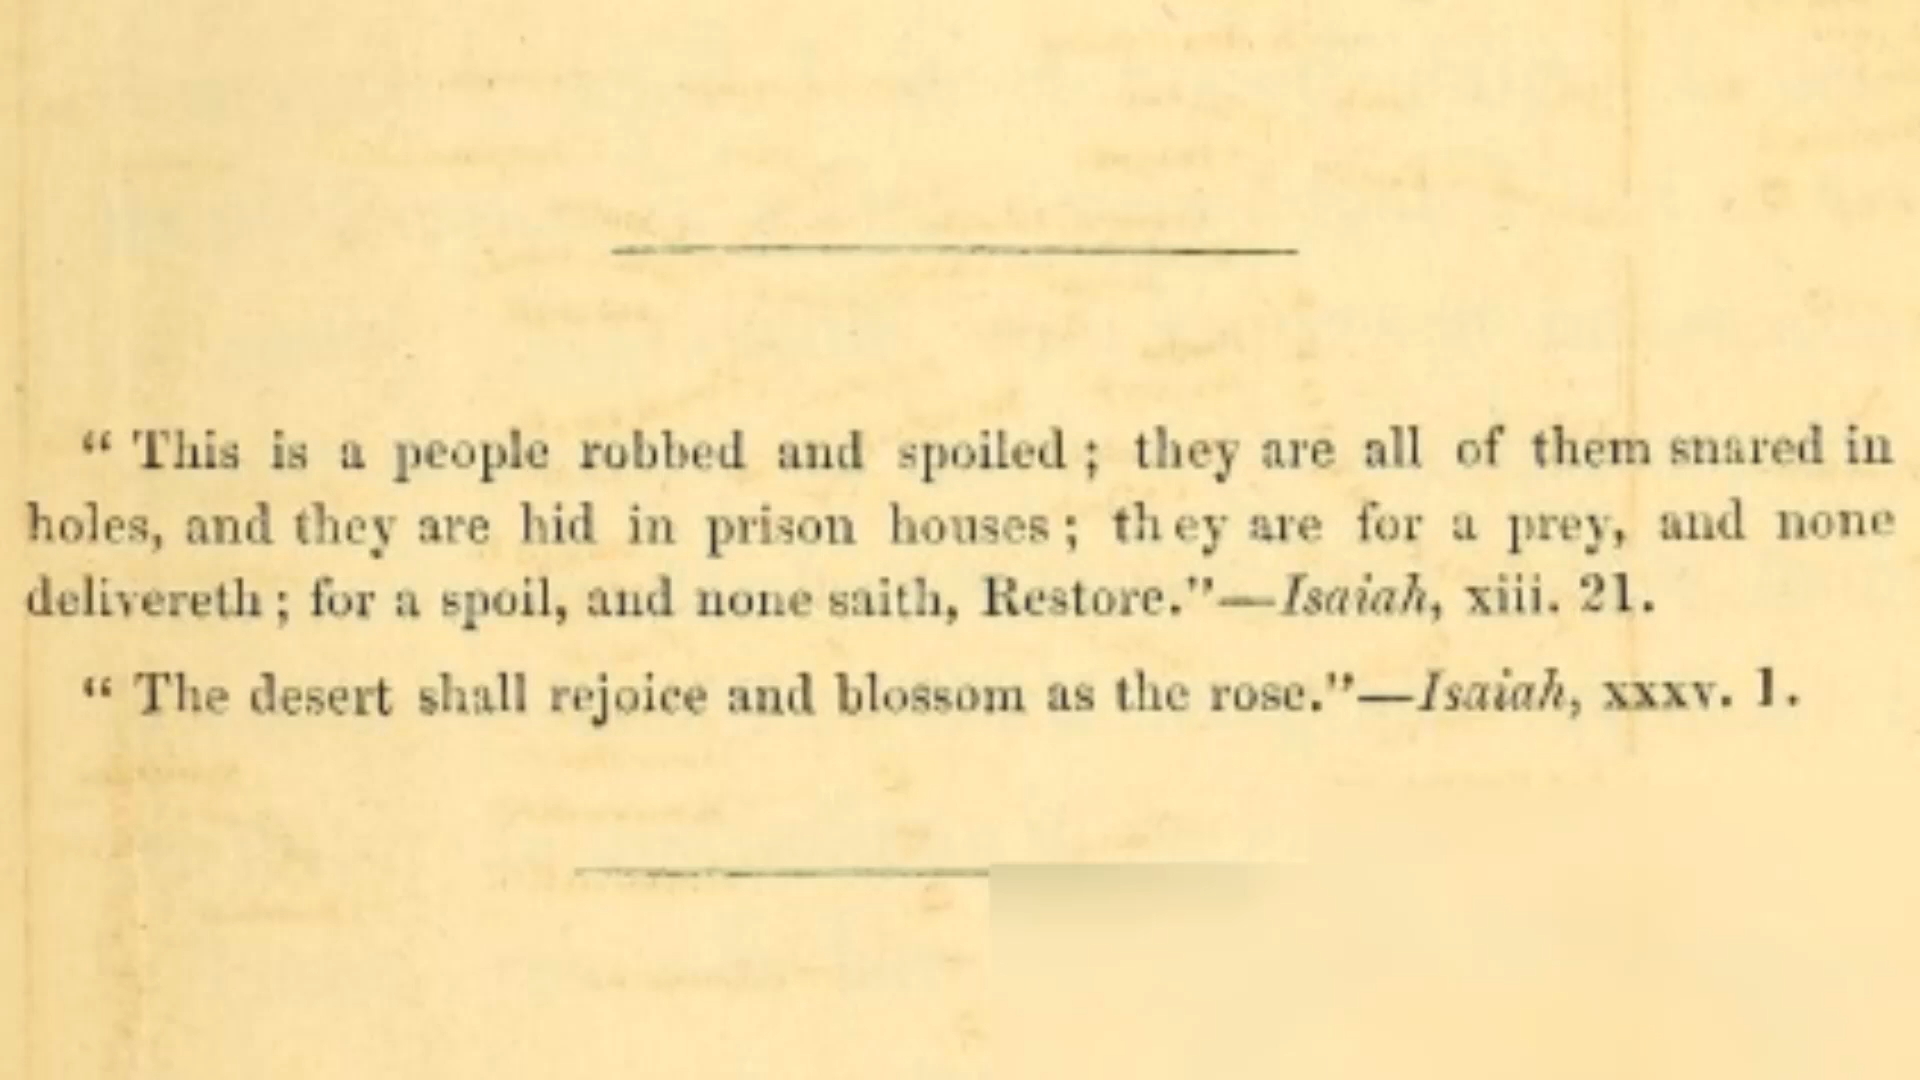 “ This is a people robbed and spoiled ; they are all of them snared in
holes, and they are hid in prison houses ; they are for a prey, and none
delivereth ; for a spoil, and none saith, Restore.”—Isaiah, xiii. 21.
“ The desert shall rejoice and blossom as the rose.”—Isaiah, xxxv. 1.